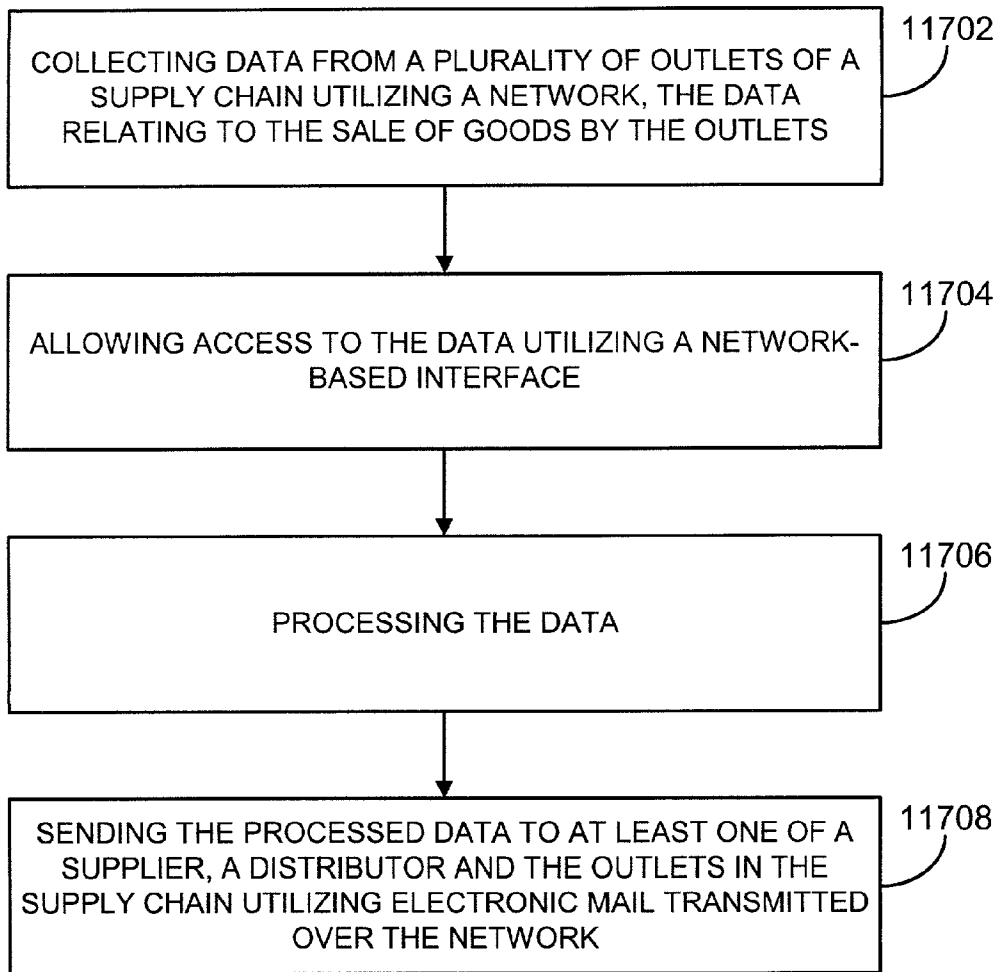 11702
COLLECTING DATA FROM A PLURALITY OF OUTLETS OF A
SUPPLY CHAIN UTILIZING A NETWORK, THE DATA
RELATING TO THE SALE OF GOODS BY THE OUTLETS
11704
ALLOWING ACCESS TO THE DATA UTILIZING A NETWORK-
BASED INTERFACE
11706
PROCESSING THE DATA
11708
SENDING THE PROCESSED DATA TO AT LEAST ONE OF A
SUPPLIER, A DISTRIBUTOR AND THE OUTLETS IN THE
SUPPLY CHAIN UTILIZING ELECTRONIC MAIL TRANSMITTED
OVER THE NETWORK